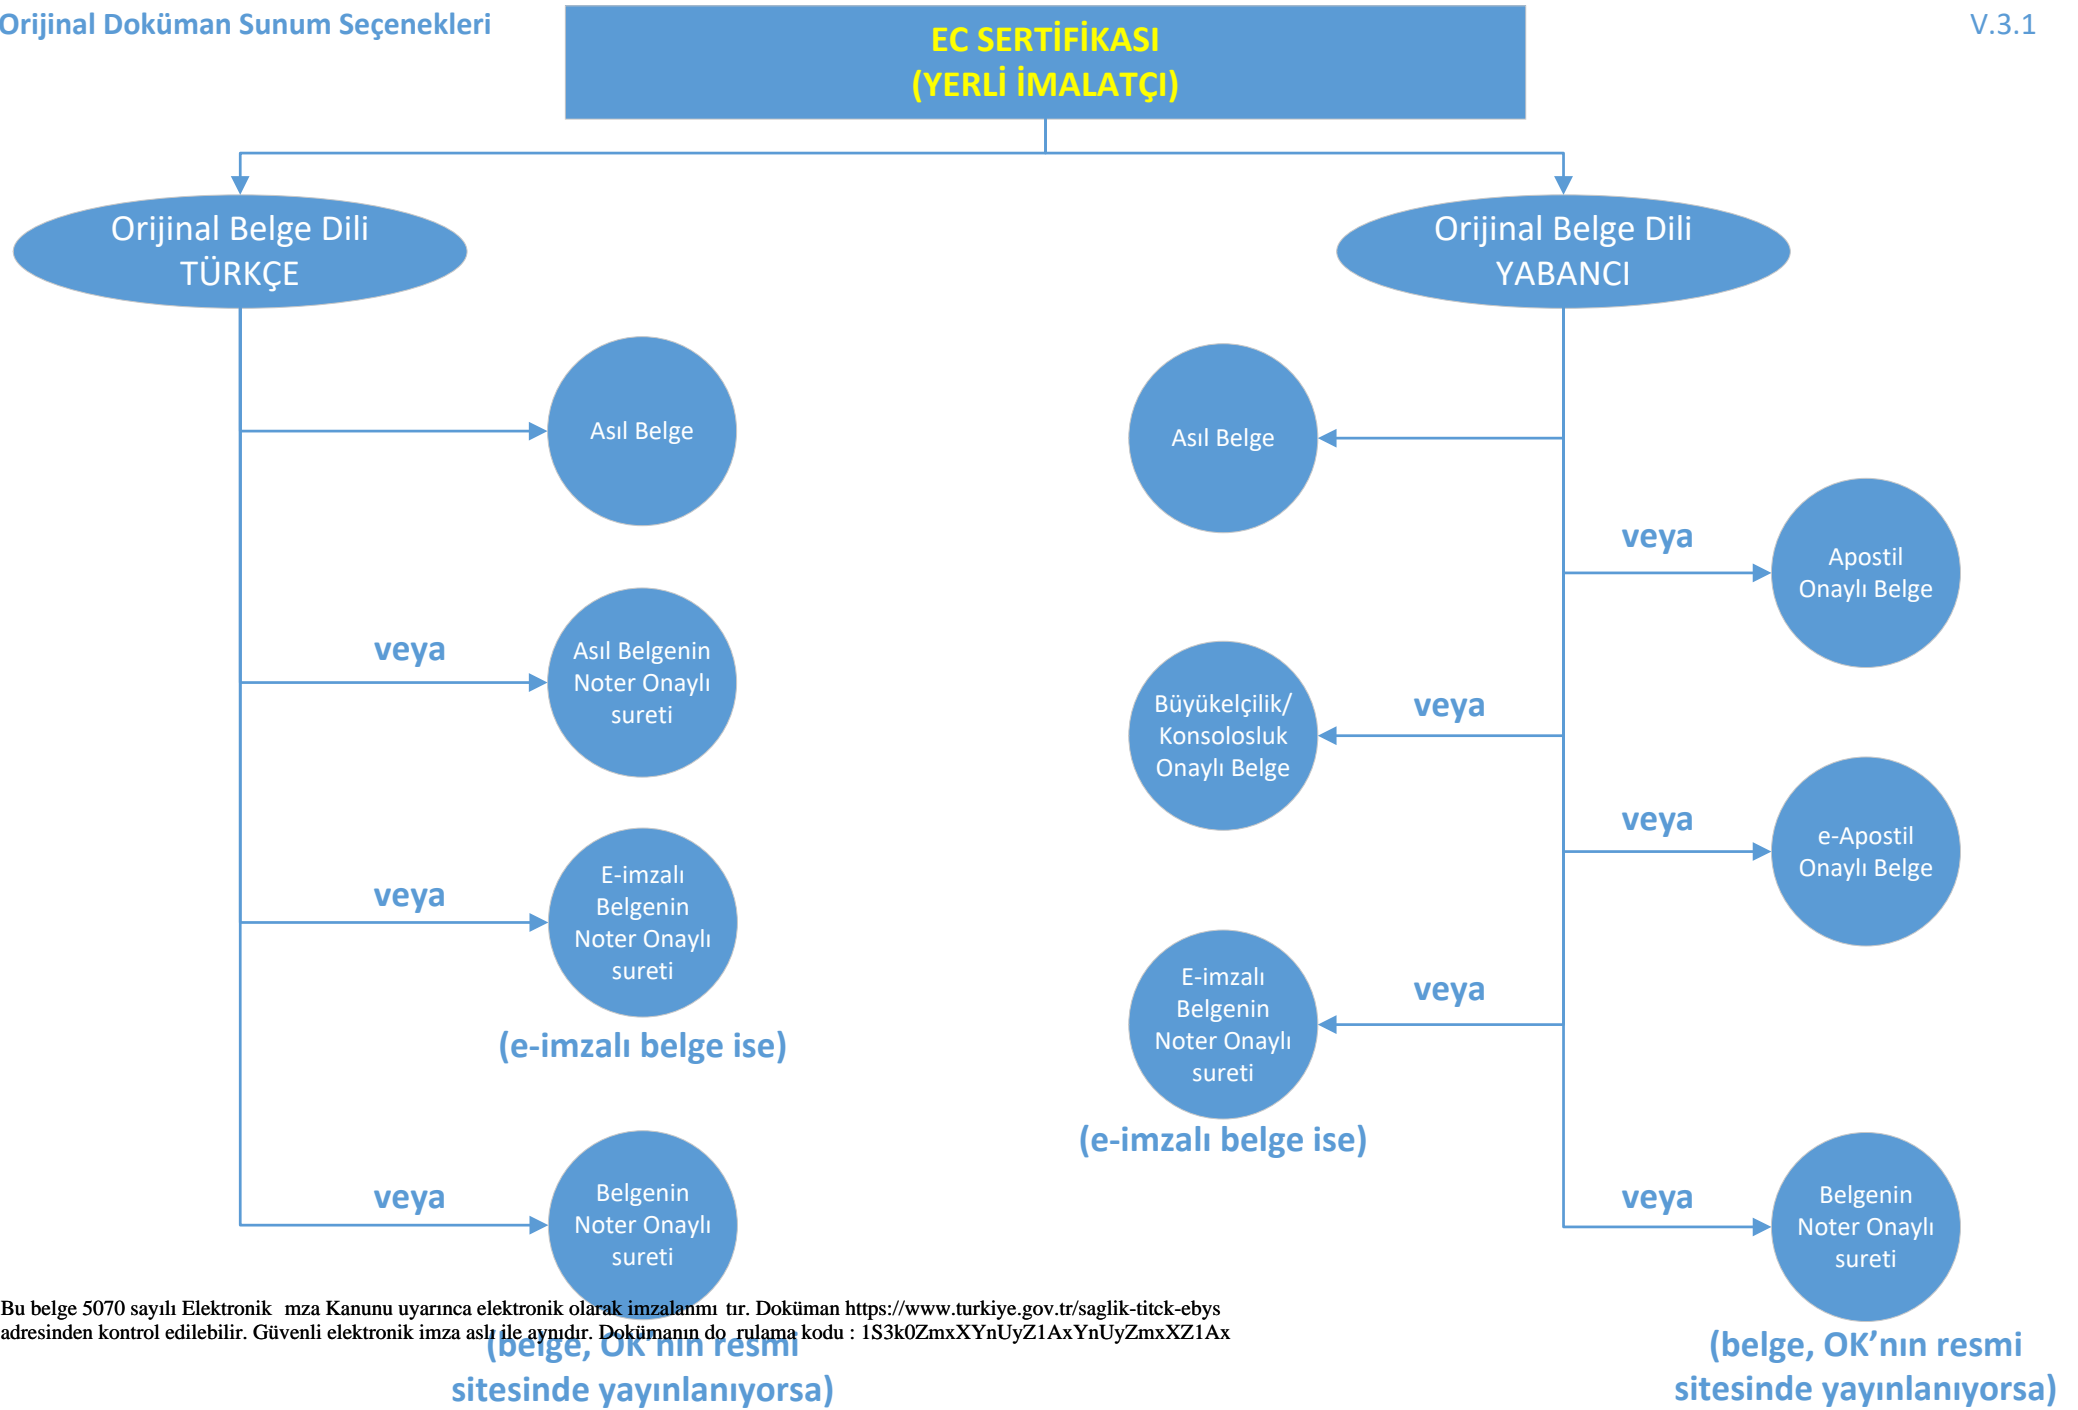 Orijinal Doküman Sunum Seçenekleri
V.3.1
EC SERTİFİKASI
(YERLİ İMALATÇI)
Orijinal Belge Dili
TÜRKÇE
Asıl Belge
veya
Asıl Belgenin
Noter Onaylı
sureti
veya
E-imzalı
Belgenin
Noter Onaylı
sureti
(e-imzalı belge ise)
veya
Belgenin
Noter Onaylı
sureti
(belge, OK’nın resmi
sitesinde yayınlanıyorsa)
Orijinal Belge Dili
YABANCI
Asıl Belge
veya
Apostil
Onaylı Belge
veya
Büyükelçilik/
Konsolosluk
Onaylı Belge
veya
e-Apostil
Onaylı Belge
veya
E-imzalı
Belgenin
Noter Onaylı
sureti
(e-imzalı belge ise)
veya
Belgenin
Noter Onaylı
sureti
(belge, OK’nın resmi
sitesinde yayınlanıyorsa)
Bu belge 5070 sayılı Elektronik mza Kanunu uyarınca elektronik olarak imzalanmı tır. Doküman https://www.turkiye.gov.tr/saglik-titck-ebys
adresinden kontrol edilebilir. Güvenli elektronik imza aslı ile aynıdır. Dokümanın do rulama kodu : 1S3k0ZmxXYnUyZ1AxYnUyZmxXZ1Ax